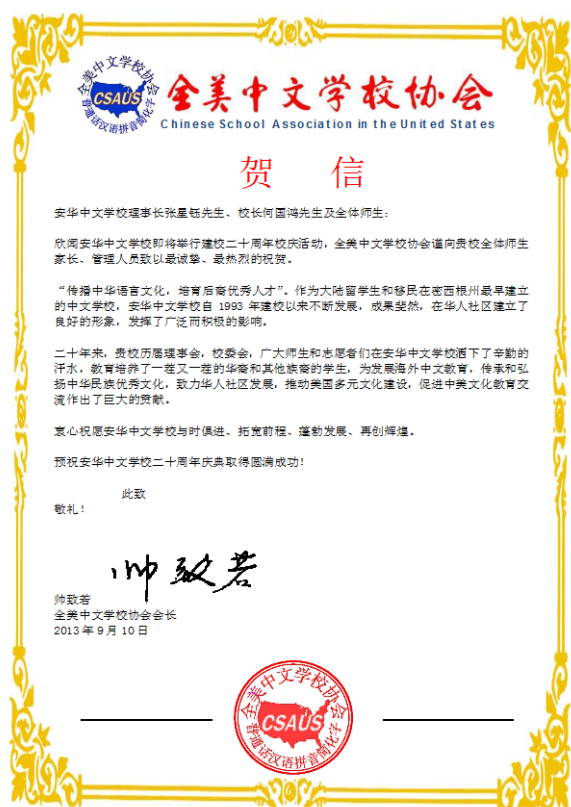 全美中文学校协会
CSAUS
普通话汉语拼音简化字
全美中文学校协会
Chinese School Association in the United States
贺 信
安华中文学校理事长张星钰先生、校长何国鸿先生及全体师生：
欣闻安华中文学校即将举行建校二十周年校庆活动，全美中文学校协会谨向贵校全体师生
家长、管理人员致以最诚挚、最热烈的祝贺。
“传播中华语言文化，培育后裔优秀人才”。作为大陆留学生和移民在密西根州最早建立
的中文学校，安华中文学校自 1993 年建校以来不断发展，成果斐然，在华人社区建立了
良好的形象，发挥了广泛而积极的影响。
二十年来，贵校历届理事会，校委会，广大师生和志愿者们在安华中文学校洒下了辛勤的
汗水，教育培养了一茬又一茬的华裔和其他族裔的学生，为发展海外中文教育，传承和弘
扬中华民族优秀文化，致力华人社区发展，推动美国多元文化建设，促进中美文化教育交
流作出了巨大的贡献。
衷心祝愿安华中文学校与时俱进、拓宽前程、蓬勃发展、再创辉煌。
预祝安华中文学校二十周年庆典取得圆满成功！
此致
敬礼！
帅致若
帅致若
全美中文学校协会会长
2013 年 9 月 10 日
全美中文学校协会
CSAUS
普通话汉语拼音简化字